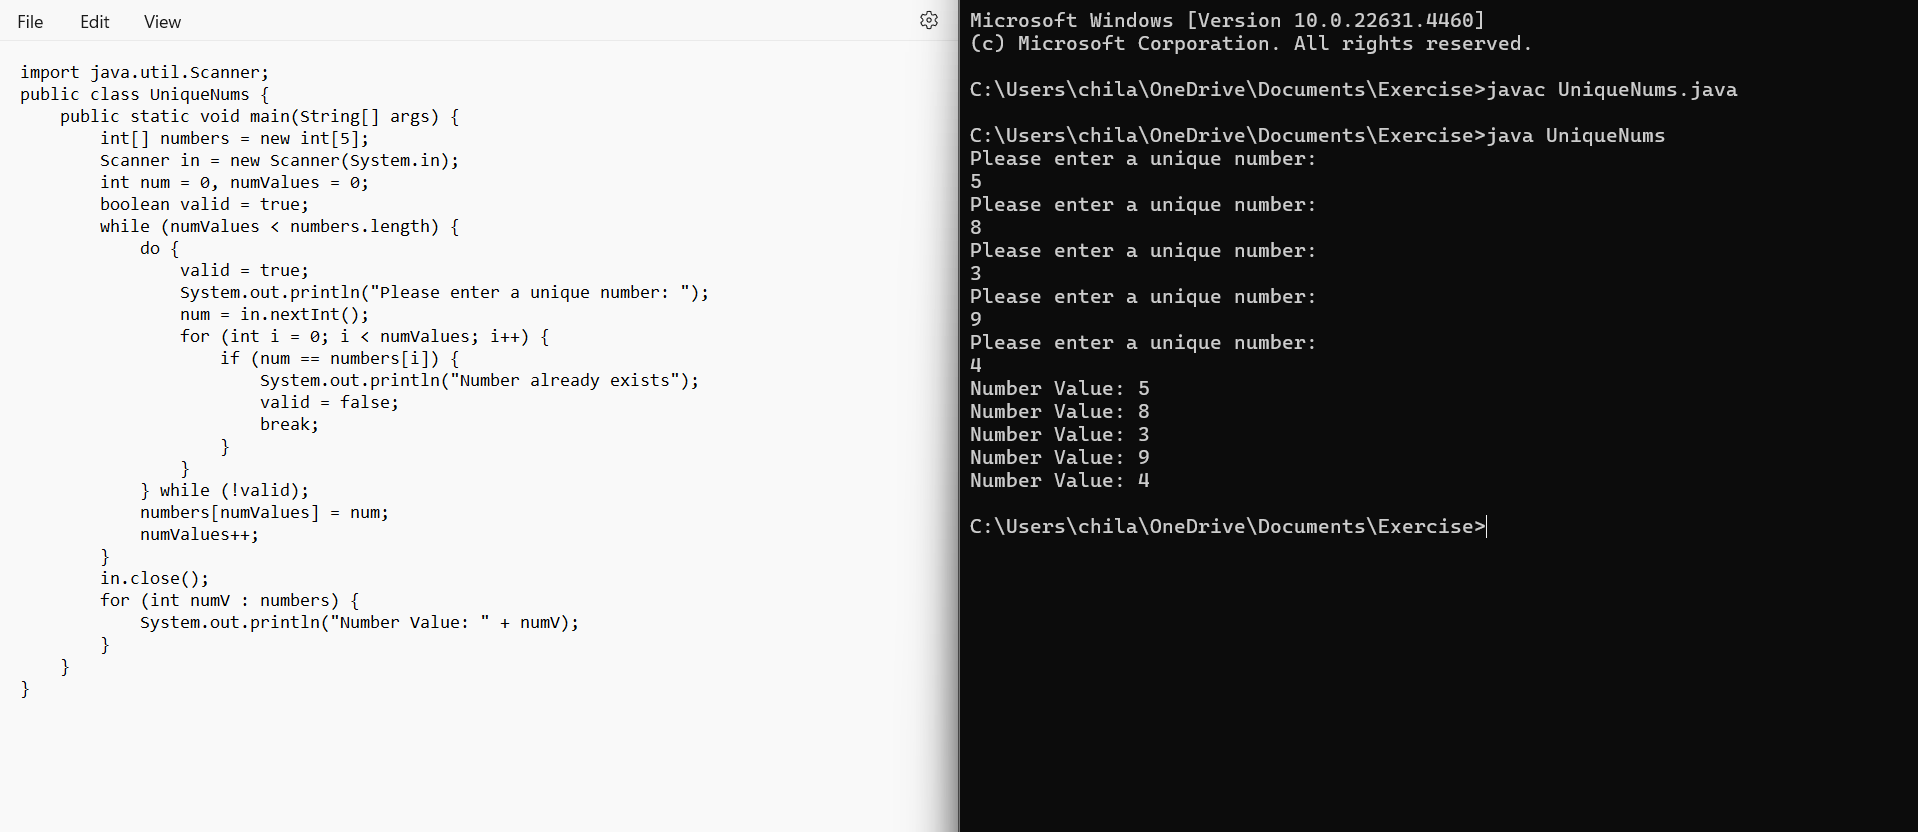 File Edit View
import java.util.Scanner;
public class UniqueNums {
    public static void main(String[] args) {
        int[] numbers = new int[5];
        Scanner in = new Scanner(System.in);
        int num = 0, numValues = 0;
        boolean valid = true;
        while (numValues < numbers.length) {
            do {
                valid = true;
                System.out.println("Please enter a unique number: ");
                num = in.nextInt();
                for (int i = 0; i < numValues; i++) {
                    if (num == numbers[i]) {
                        System.out.println("Number already exists");
                        valid = false;
                        break;
                    }
                }
            } while (!valid);
            numbers[numValues] = num;
            numValues++;
        }
        in.close();
        for (int numV : numbers) {
            System.out.println("Number Value: " + numV);
        }
    }
}
Microsoft Windows [Version 10.0.22631.4460]
(c) Microsoft Corporation. All rights reserved.
C:\Users\chila\OneDrive\Documents\Exercise>javac UniqueNums.java
C:\Users\chila\OneDrive\Documents\Exercise>java UniqueNums
Please enter a unique number:
5
Please enter a unique number:
8
Please enter a unique number:
3
Please enter a unique number:
9
Please enter a unique number:
4
Number Value: 5
Number Value: 8
Number Value: 3
Number Value: 9
Number Value: 4
C:\Users\chila\OneDrive\Documents\Exercise>